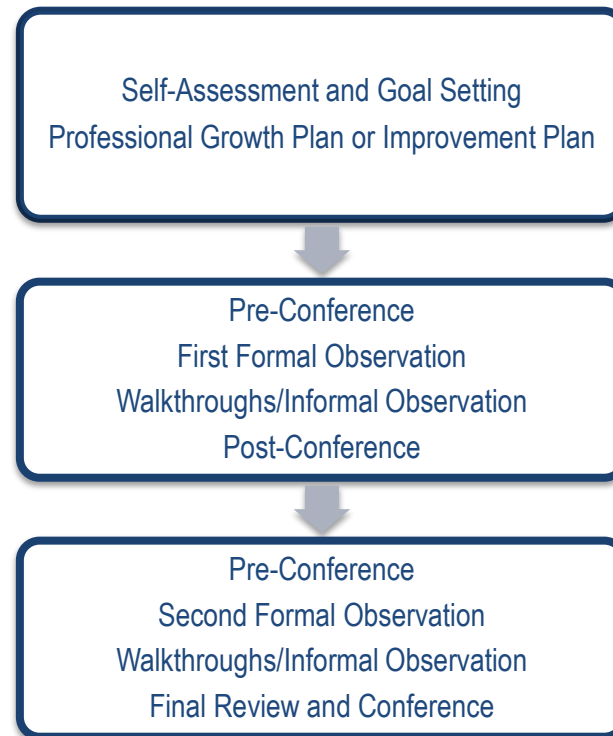 Self-Assessment and Goal Setting
Professional Growth Plan or Improvement Plan
Pre-Conference
First Formal Observation
Walkthroughs/Informal Observation
Post-Conference
Pre-Conference
Second Formal Observation
Walkthroughs/Informal Observation
Final Review and Conference